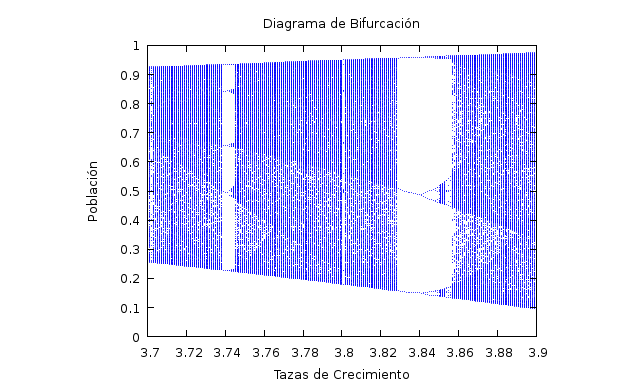 Diagrama de Bifurcación
1
0.9
0.8
0.7
0.6
0.5
0.4
0.3
0.2
0.1
0
Población
3.7 3.72 3.74 3.76 3.78 3.8 3.82 3.84 3.86 3.88 3.9
Tazas de Crecimiento